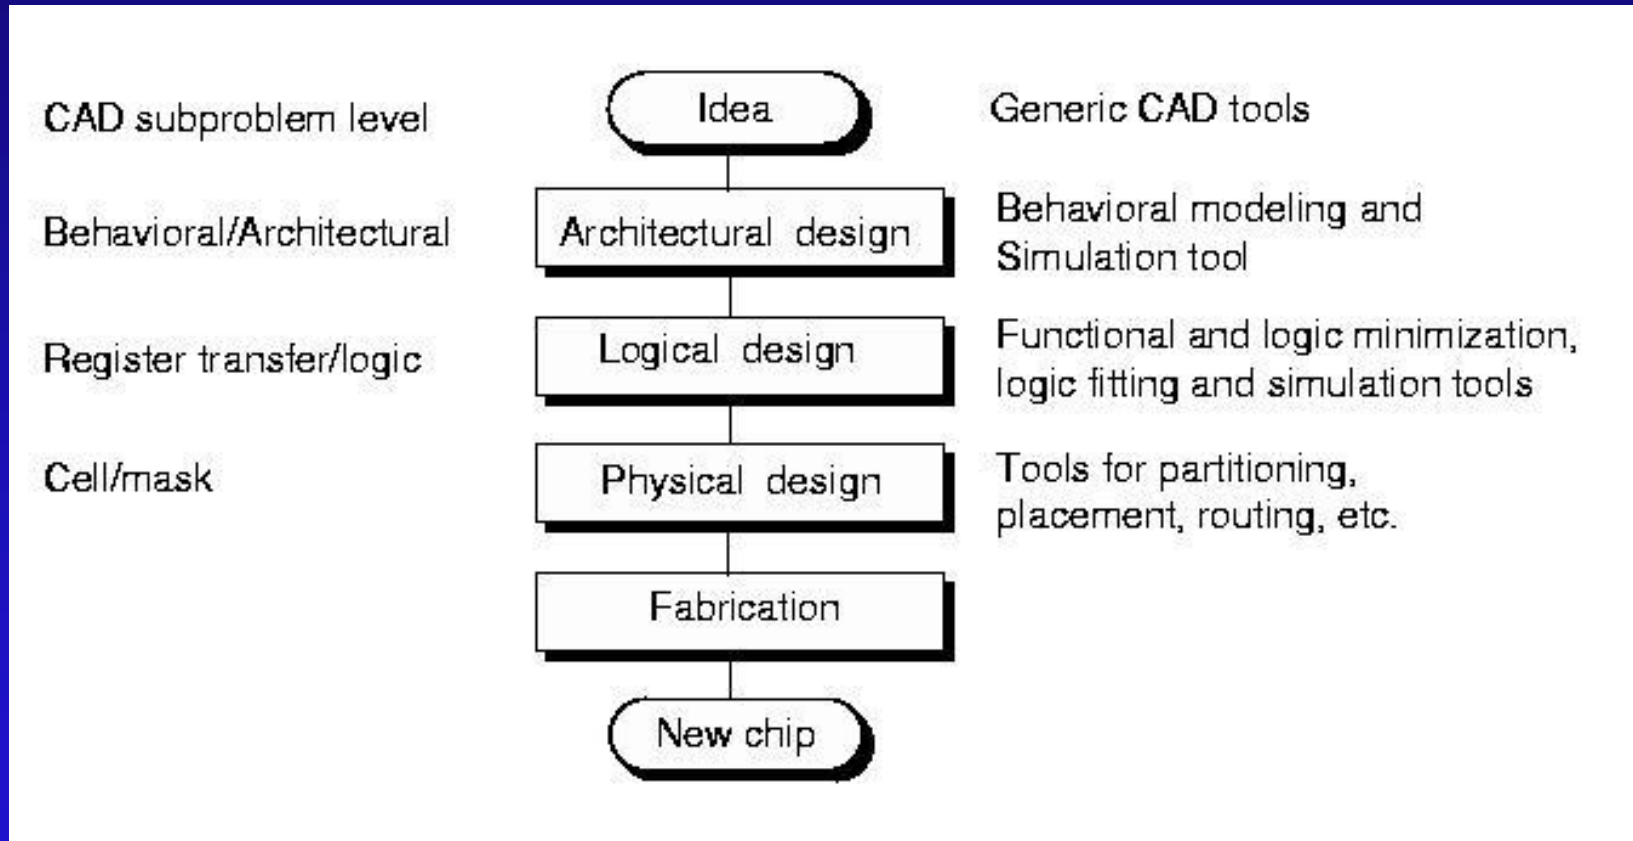 CAD subproblem level
Idea
Generic CAD tools
Behavioral/Architectural
Architectural design
Behavioral modeling and
Simulation tool
Register transfer/logic
Logical design
Functional and logic minimization,
logic fitting and simulation tools
Cell/mask
Physical design
Tools for partitioning,
placement, routing, etc.
Fabrication
New chip